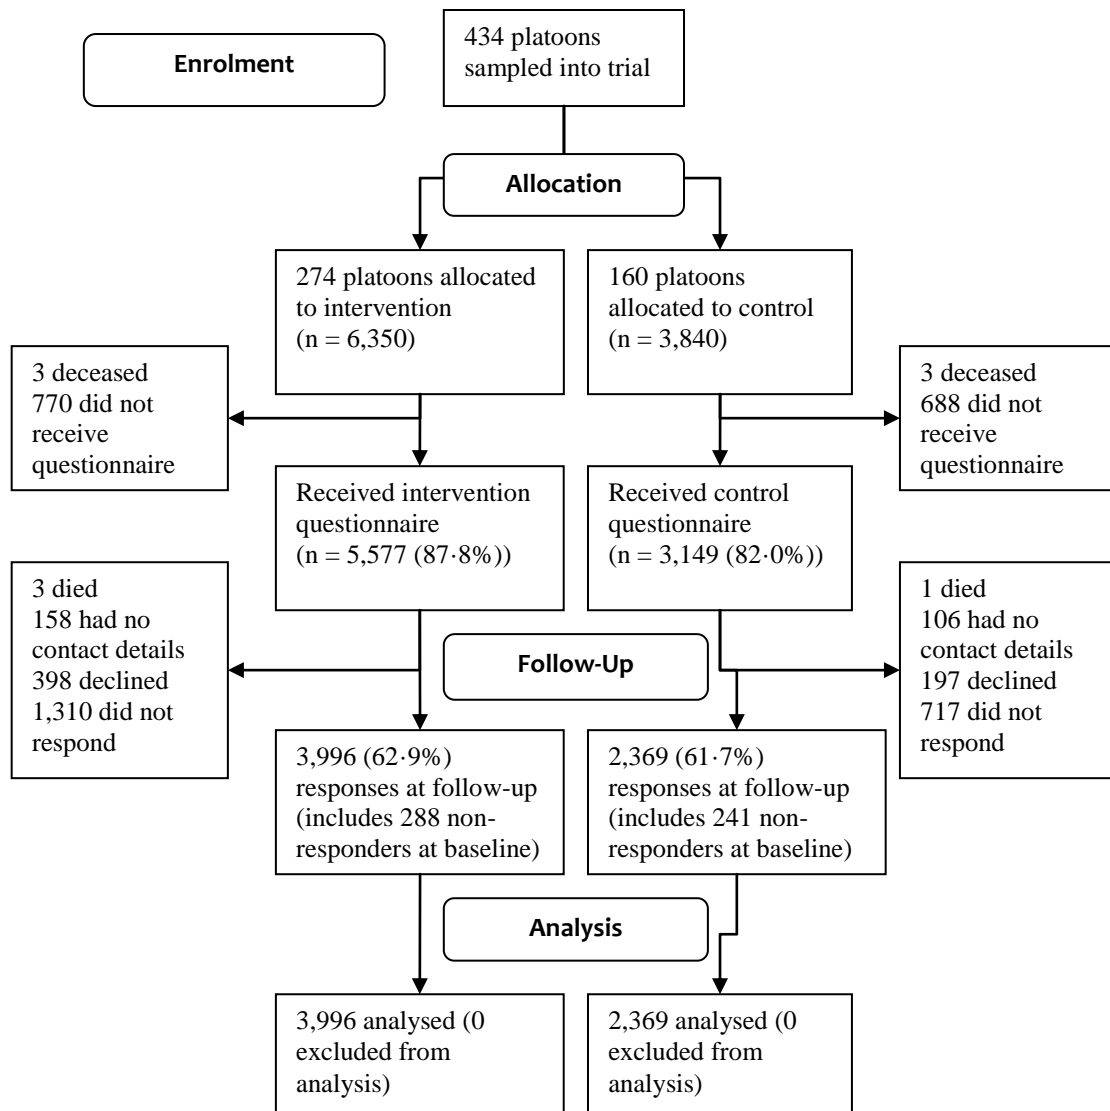 434 platoons
sampled into trial
Enrolment
Allocation
274 platoons allocated
to intervention
(n = 6,350)
160 platoons
allocated to control
(n = 3,840)
3 deceased
770 did not
receive
questionnaire
3 deceased
688 did not
receive
questionnaire
Received intervention
questionnaire
(n = 5,577 (87·8%))
Received control
questionnaire
(n = 3,149 (82·0%))
3 died
158 had no
contact details
398 declined
1,310 did not
respond
1 died
106 had no
contact details
197 declined
717 did not
respond
Follow-Up
3,996 (62·9%)
responses at follow-up
(includes 288 non-
responders at baseline)
2,369 (61·7%)
responses at follow-up
(includes 241 non-
responders at baseline)
Analysis
3,996 analysed (0
excluded from
analysis)
2,369 analysed (0
excluded from
analysis)